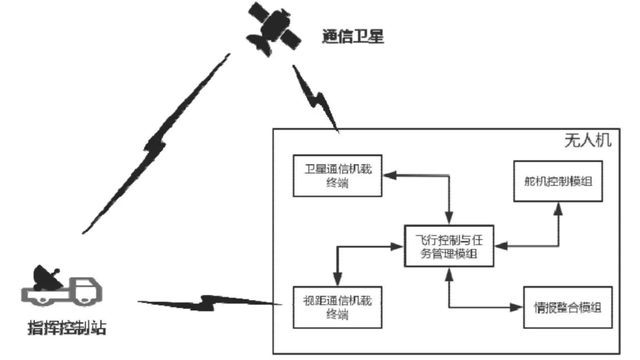 通信卫星
无人机
卫星通信机载
终端
舵机控制模组
飞行控制与任
务管理模组
视距通信机载
终端
情报整合模组
指挥控制站